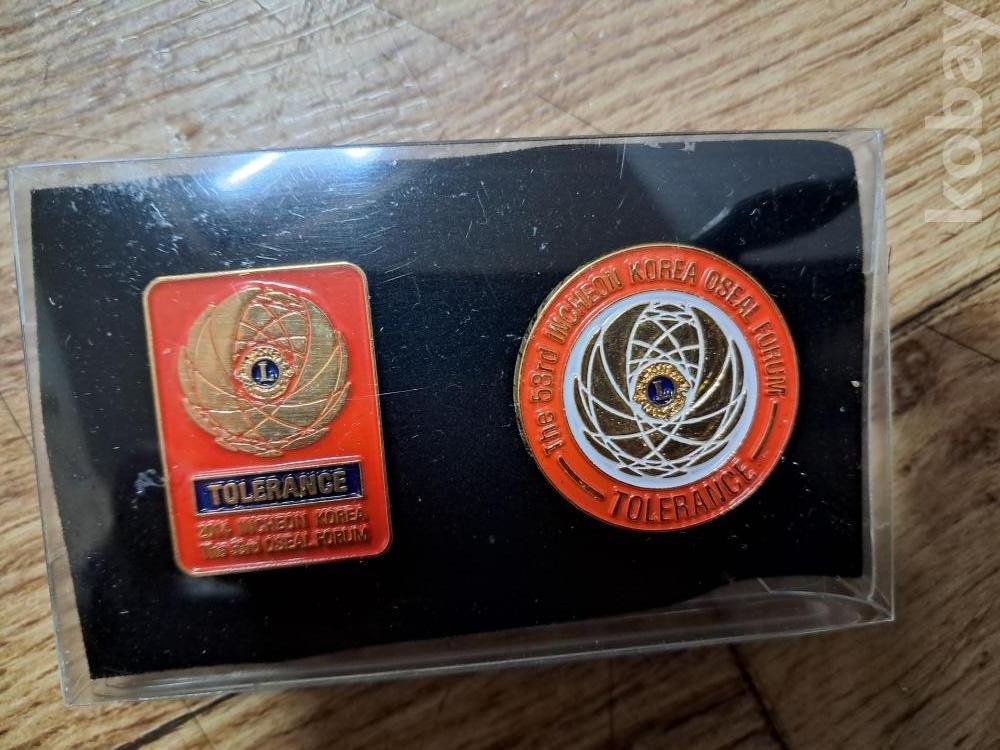 L
TOLERANCE
2014 INCHEON KOREA
The 53rd OSEAL FORUM
The 53rd INCHEON KOREA OSEAL FORUM
L
TOLERANCE
kobay